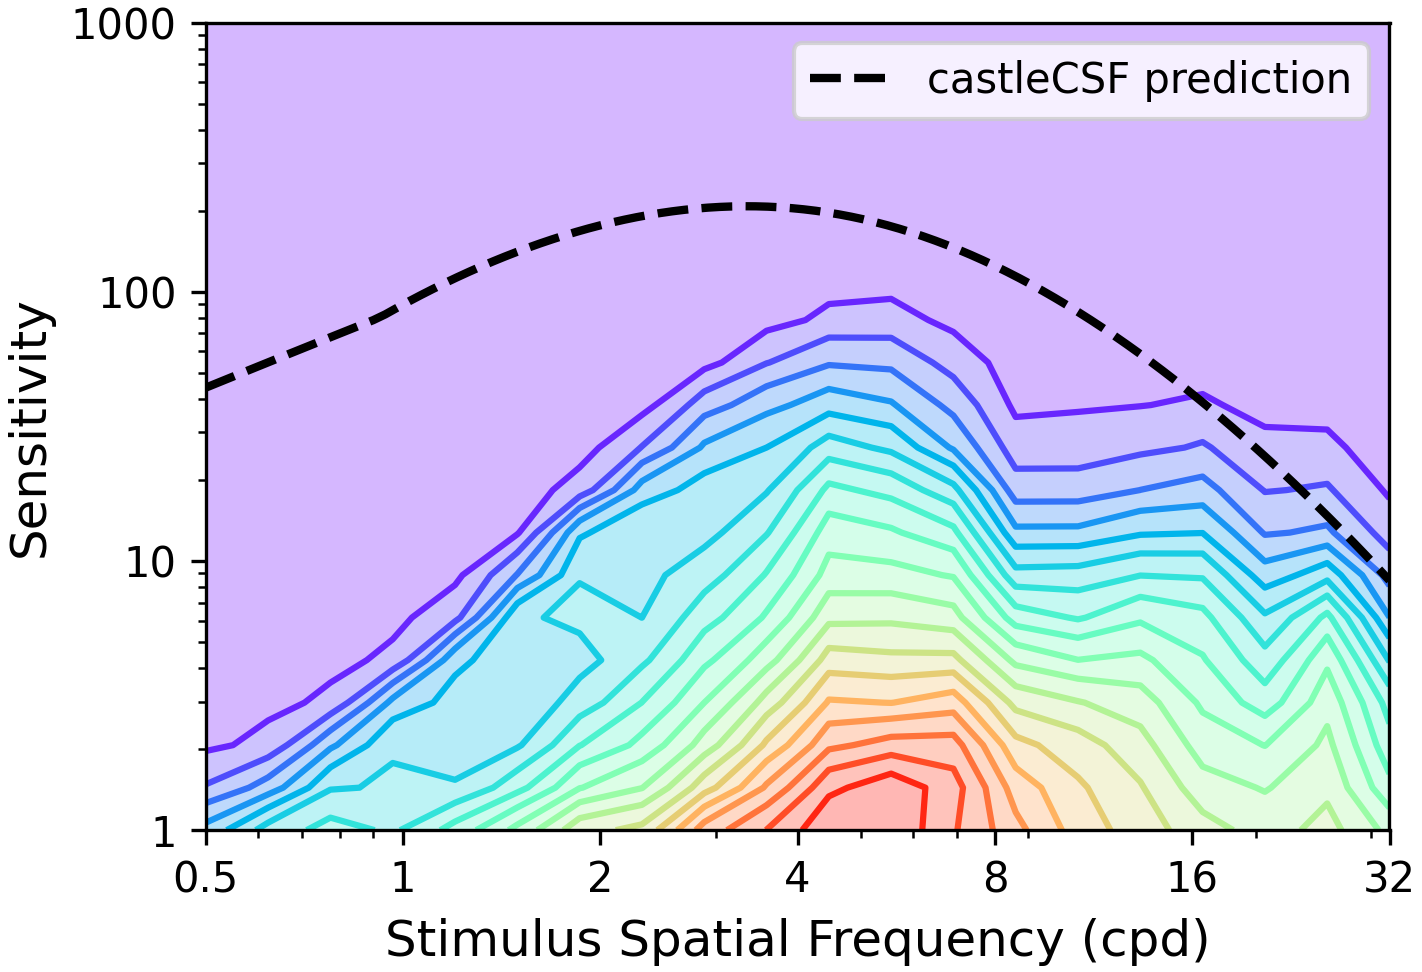 1000
castleCSF prediction
100
Sensitivity
10
1
0.5 1 2 4 8 16 32
Stimulus Spatial Frequency (cpd)